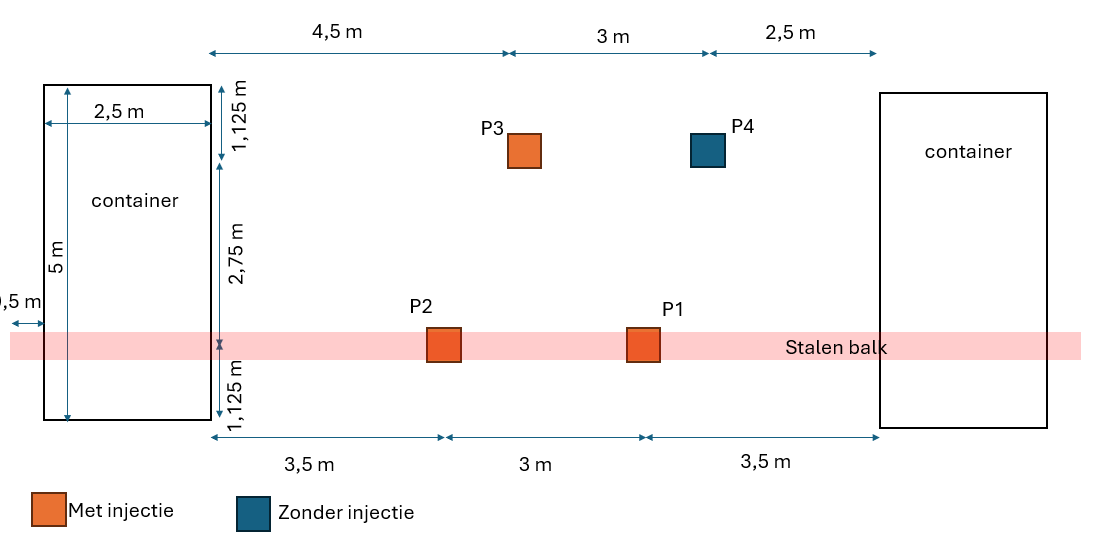 4,5 m
3 m
2,5 m
1,125 m
2,5 m
P3
P4
container
container
2,75 m
5 m
,5 m
P2
P1
Stalen balk
1,125 m
3,5 m
3 m
3,5 m
Met injectie
Zonder injectie